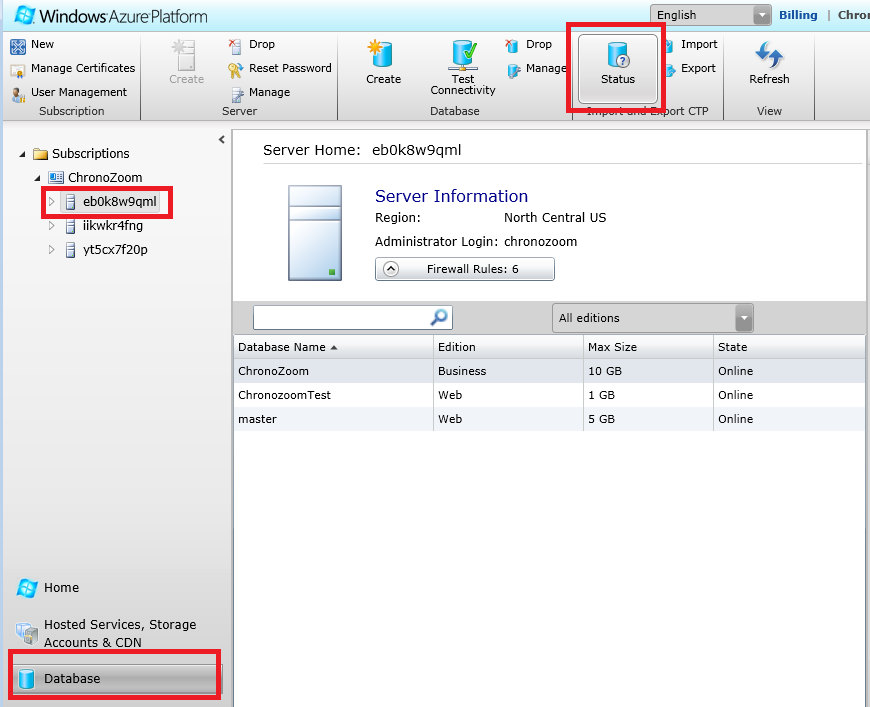 Windows Azure Platform
English
Billing | Chron
New
Manage Certificates
User Management
Subscription
Create
Drop
Reset Password
Manage
Server
Create
Test
Connectivity
Drop
Manage
Database
Status
Import
Export
Import and Export CTP
Refresh
View
Subscriptions
ChronoZoom
eb0k8w9qml
iikwkr4fng
yt5cx7f20p
Home
Hosted Services, Storage
Accounts & CDN
Database
Server Home: eb0k8w9qml
Server Information
Region: North Central US
Administrator Login: chronozoom
Firewall Rules: 6
All editions
Database Name Edition Max Size State
ChronoZoom Business 10 GB Online
ChronozoomTest Web 1 GB Online
master Web 5 GB Online